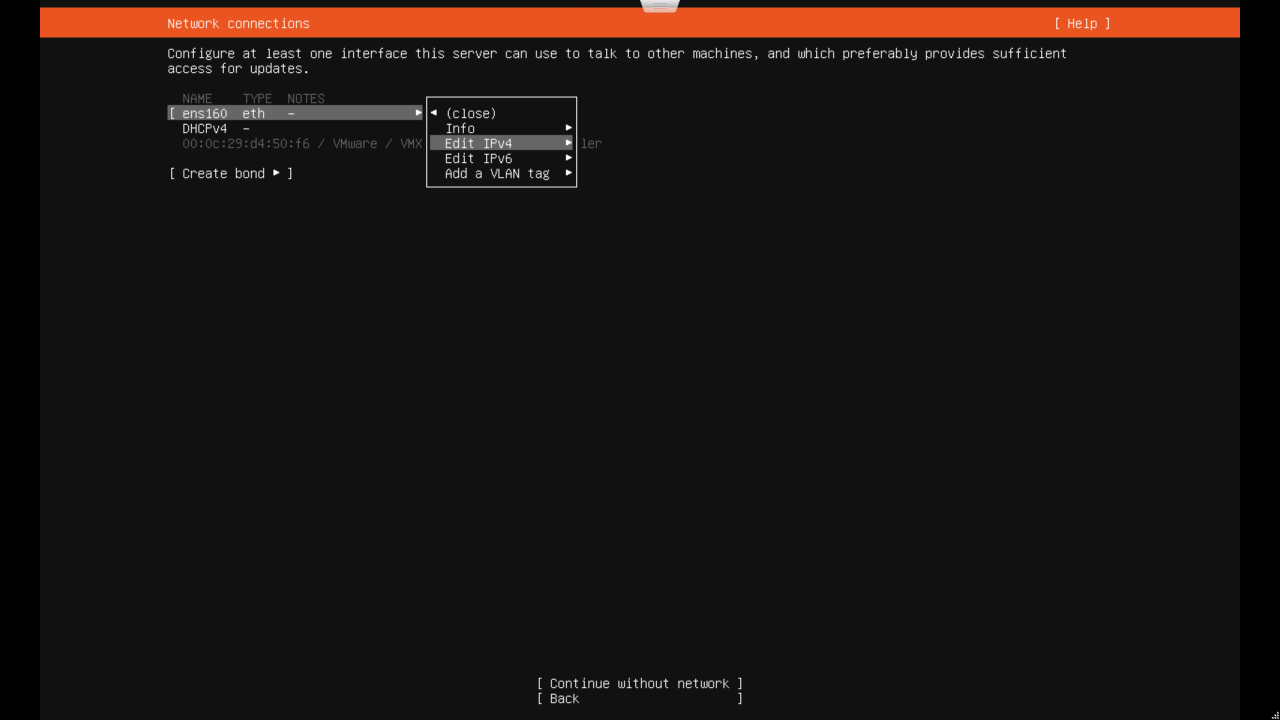 Network connections [ Help ]
Configure at least one interface this server can use to talk to other machines, and which preferably provides sufficient
access for updates.
NAME TYPE NOTES
[ ens160 eth - ▸ ◂ (close)
DHCPv4 - Info ▸
00:0c:29:d4:50:f6 / VMware / VMX Edit IPv4 ▸ ler
Edit IPv6 ▸
[ Create bond ▸ ] Add a VLAN tag ▸
[ Continue without network ]
[ Back ]